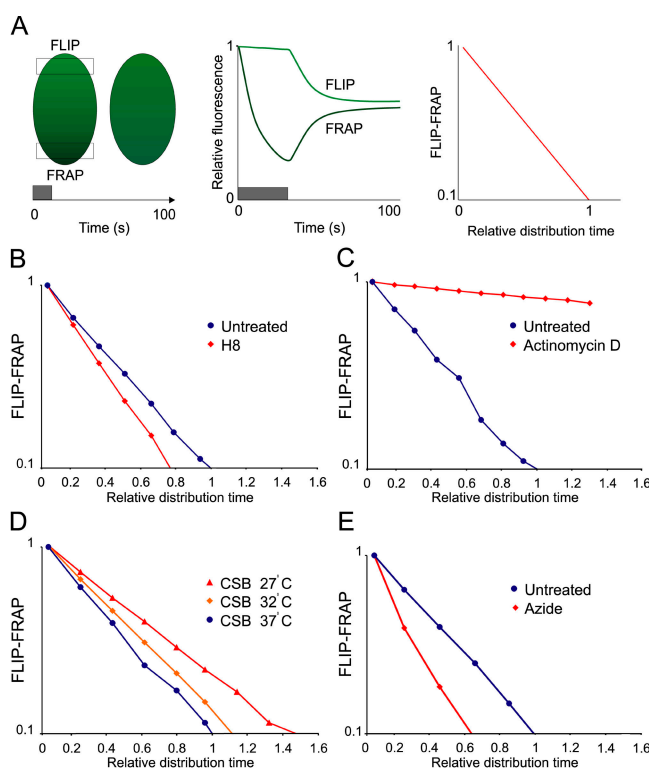 A
FLIP
FRAP
0
100
Time (s)
Relative fluorescence
1
0
FLIP
FRAP
0
100
Time (s)
FLIP-FRAP
1
0.1
0
1
Relative distribution time
B
FLIP-FRAP
1
0.1
Untreated
H8
0 0.2 0.4 0.6 0.8 1 1.2 1.4 1.6
Relative distribution time
C
FLIP-FRAP
1
0.1
Untreated
Actinomycin D
0 0.2 0.4 0.6 0.8 1 1.2 1.4 1.6
Relative distribution time
D
FLIP-FRAP
1
0.1
CSB 27°C
CSB 32°C
CSB 37°C
0 0.2 0.4 0.6 0.8 1 1.2 1.4 1.6
Relative distribution time
E
FLIP-FRAP
1
0.1
Untreated
Azide
0 0.2 0.4 0.6 0.8 1 1.2 1.4 1.6
Relative distribution time